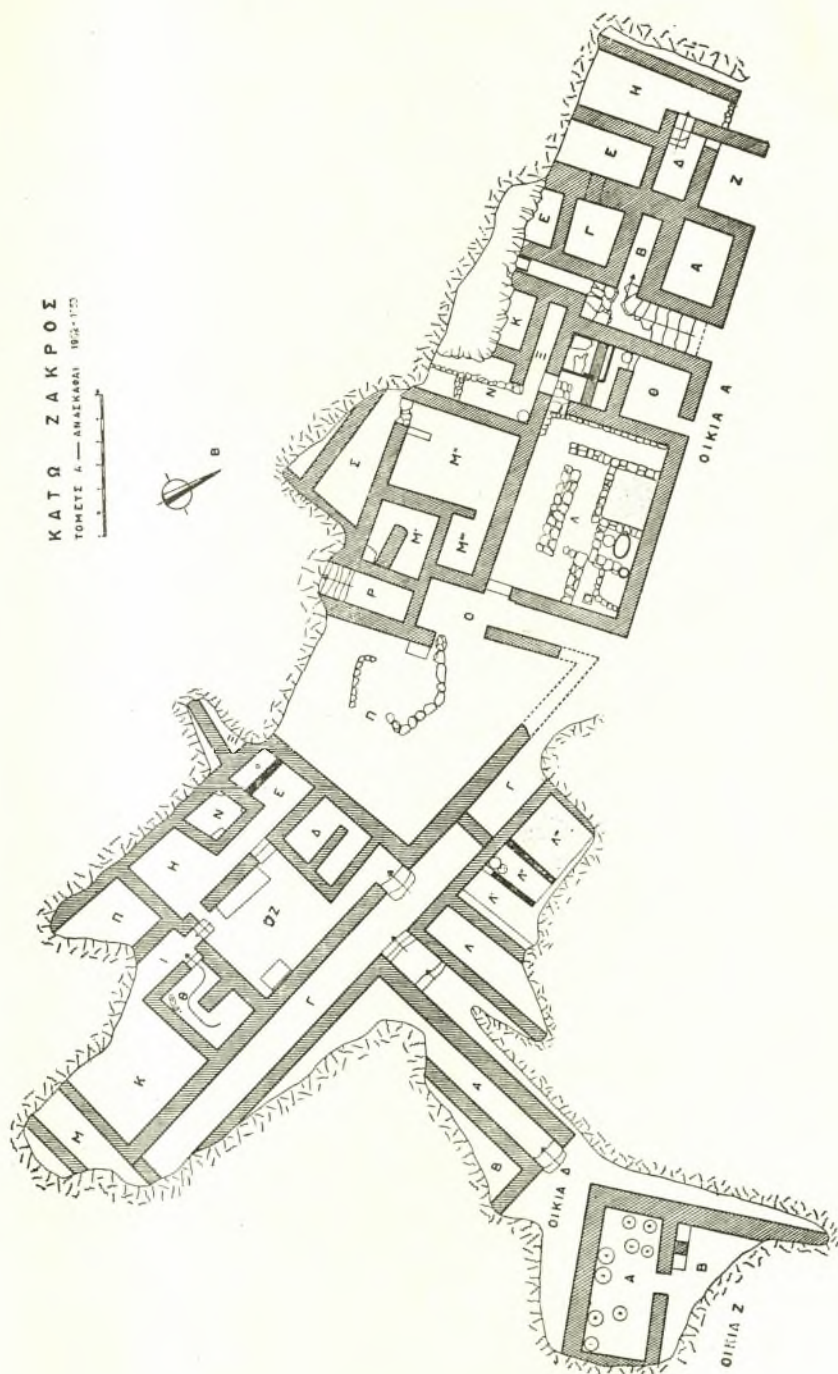 ΚΑΤΩ ΖΑΚΡΟΣ
ΤΟΜΕΥΣ Α — ΑΝΑΣΚΑΦΑΙ
Β
Η
Ε
Δ
Ζ
Ε
Γ
Β
Α
Κ
Ξ
Ν
Θ
ΟΙΚΙΑ Α
Σ
Λ
Ρ
Ο
Π
Γ
Ν
Ε
Δ
Η
Π
Ι
Θ
Κ
Μ
Γ
Λ
Α
Β
ΟΙΚΙΑ Δ
Α
Β
ΟΙΚΙΑ Ζ